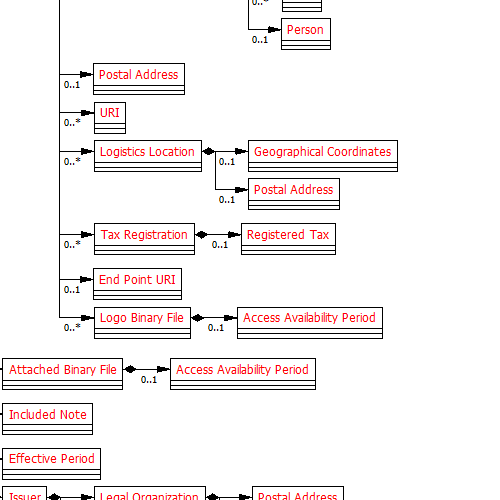 0..*
Person
0..1
Postal Address
0..1
URI
0..*
Logistics Location
0..*
0..1
Geographical Coordinates
Postal Address
0..1
Tax Registration
0..*
0..1
Registered Tax
End Point URI
0..1
Logo Binary File
0..*
0..1
Access Availability Period
Attached Binary File
0..1
Access Availability Period
Included Note
Effective Period
Issuer
Legal Organization
Postal Address